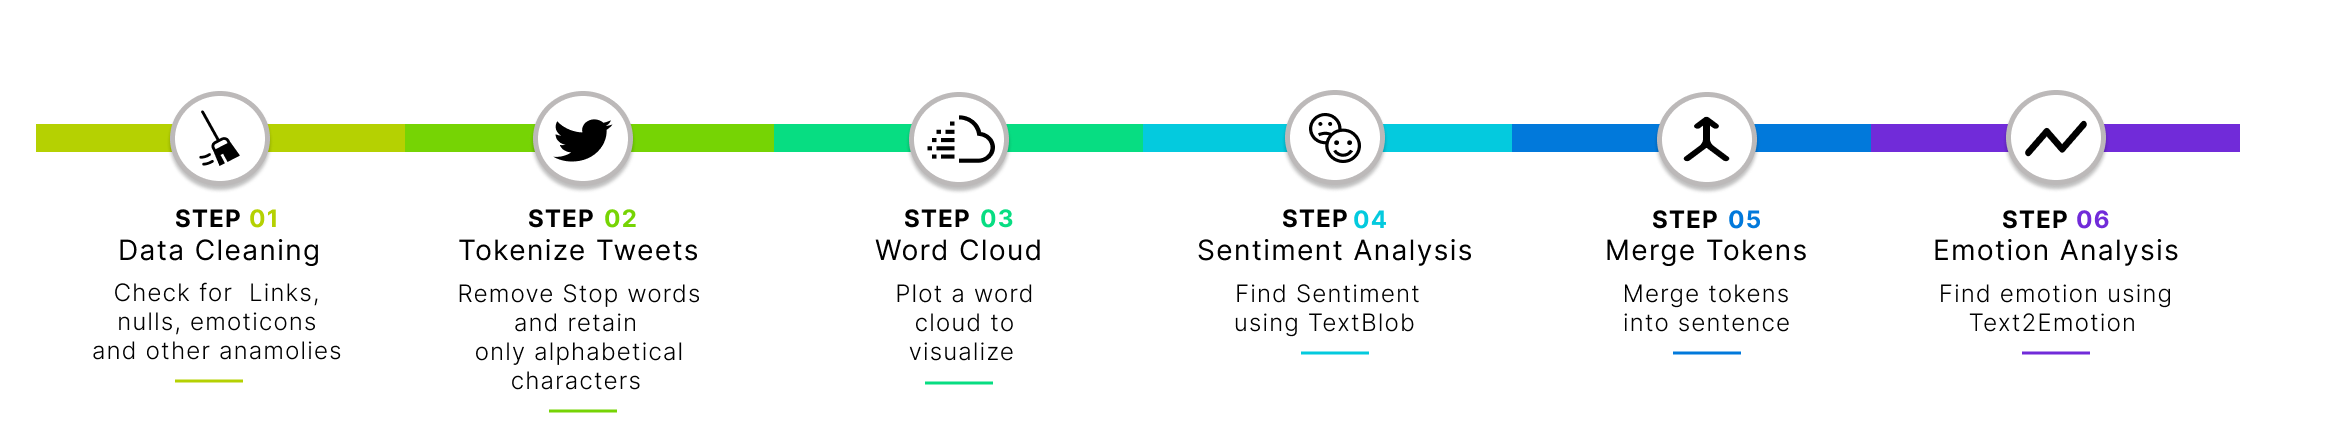 STEP 01
Data Cleaning
Check for  Links,
nulls, emoticons
and other anamolies
STEP 02
Tokenize Tweets
Remove Stop words
and retain
only alphabetical
characters
STEP 03
Word Cloud
Plot a word
cloud to
visualize
STEP 04
Sentiment Analysis
Find Sentiment
using TextBlob
STEP 05
Merge Tokens
Merge tokens
into sentence
STEP 06
Emotion Analysis
Find emotion using
Text2Emotion